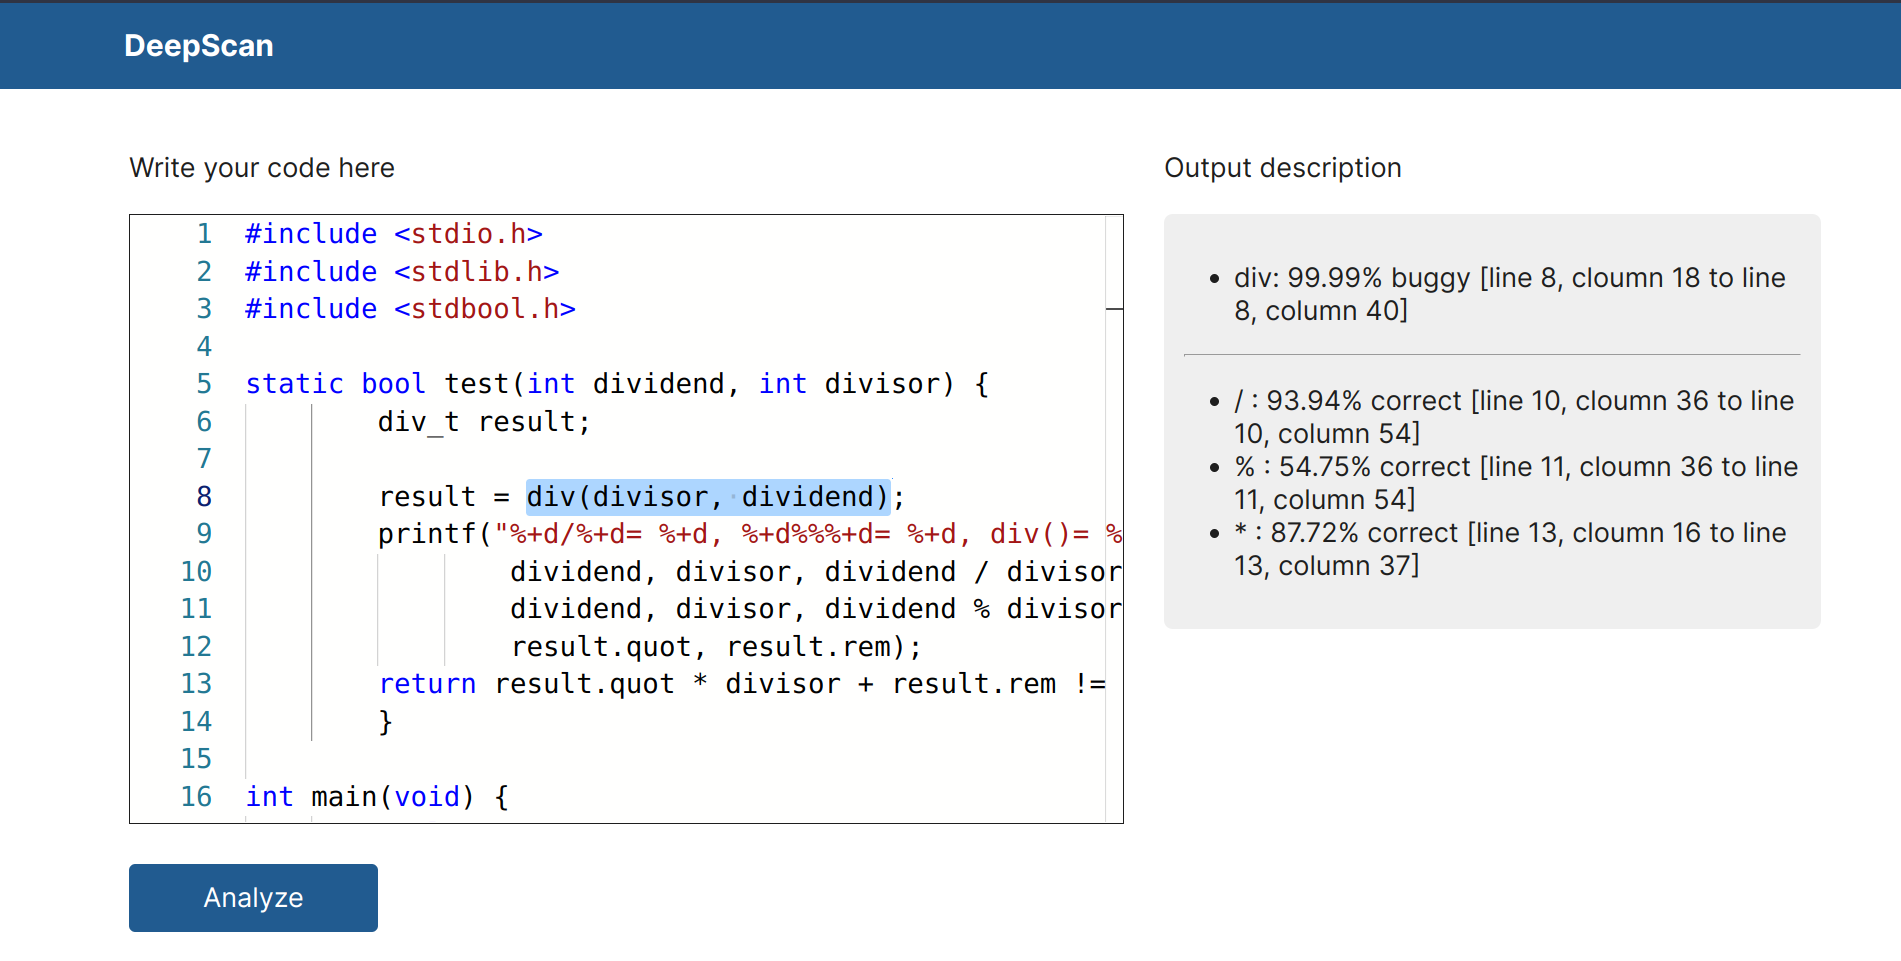 DeepScan
Write your code here
1 #include <stdio.h>
2 #include <stdlib.h>
3 #include <stdbool.h>
4
5 static bool test(int dividend, int divisor) {
6 div_t result;
7
8 result = div(divisor, dividend);
9 printf("%+d/%+d= %+d, %+d%%%+d= %+d, div()= %
10 dividend, divisor, dividend / divisor
11 dividend, divisor, dividend % divisor
12 result.quot, result.rem);
13 return result.quot * divisor + result.rem !=
14 }
15
16 int main(void) {
Analyze
Output description
• div: 99.99% buggy [line 8, cloumn 18 to line
8, column 40]
• / : 93.94% correct [line 10, cloumn 36 to line
10, column 54]
• % : 54.75% correct [line 11, cloumn 36 to line
11, column 54]
• * : 87.72% correct [line 13, cloumn 16 to line
13, column 37]